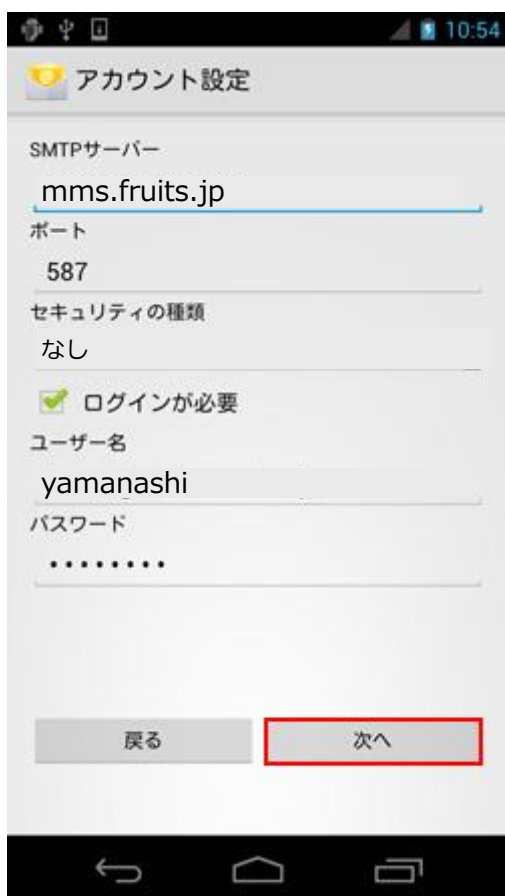 10:54
アカウント設定
SMTPサーバー
mms.fruits.jp
ポート
587
セキュリティの種類
なし
ログインが必要
ユーザー名
yamanashi
パスワード
••••••••
戻る
次へ